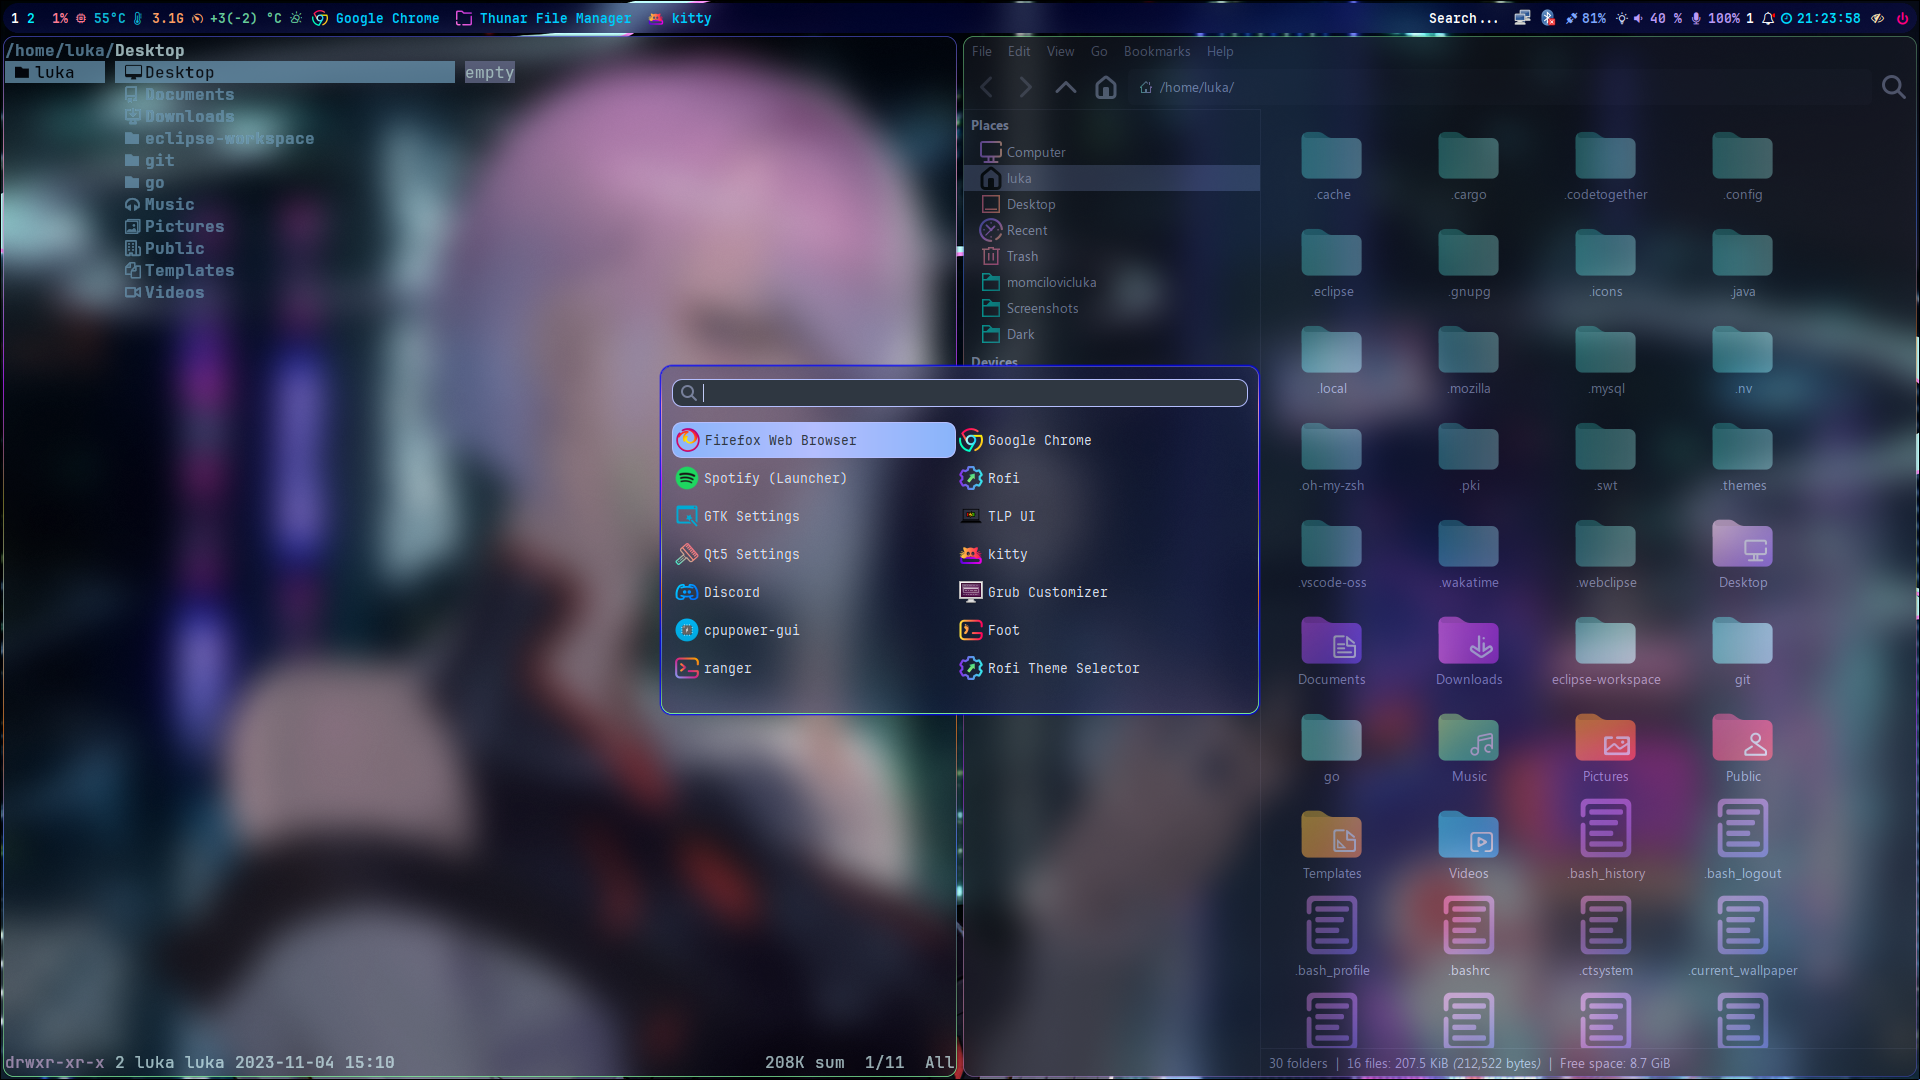 1 2 1% 55°C 3.1G +3(-2) °C Google Chrome Thunar File Manager kitty Search... 81% 40 % 100% 1 21:23:58
/home/luka/Desktop
luka Desktop empty
Documents
Downloads
eclipse-workspace
git
go
Music
Pictures
Public
Templates
Videos
drwxr-xr-x 2 luka luka 2023-11-04 15:10 208K sum 1/11 All
File Edit View Go Bookmarks Help
/home/luka/
Places
Computer
luka
Desktop
Recent
Trash
momcilovicluka
Screenshots
Dark
Devices
.cache .cargo .codetogether .config
.eclipse .gnupg .icons .java
.local .mozilla .mysql .nv
.oh-my-zsh .pki .swt .themes
.vscode-oss .wakatime .webclipse Desktop
Documents Downloads eclipse-workspace git
go Music Pictures Public
Templates Videos .bash_history .bash_logout
.bash_profile .bashrc .ctsystem .current_wallpaper
30 folders | 16 files: 207.5 KiB (212,522 bytes) | Free space: 8.7 GiB
Firefox Web Browser Google Chrome
Spotify (Launcher) Rofi
GTK Settings TLP UI
Qt5 Settings kitty
Discord Grub Customizer
cpupower-gui Foot
ranger Rofi Theme Selector